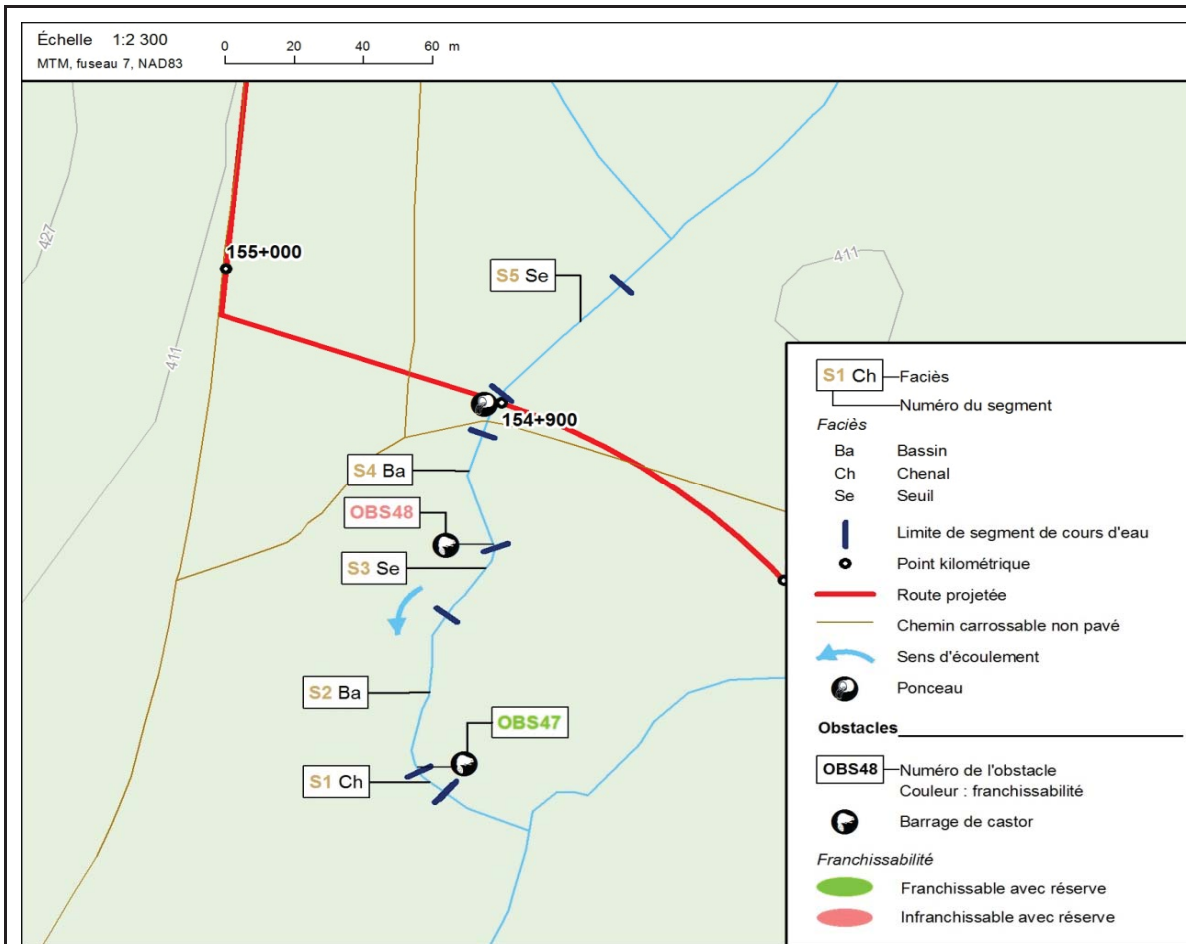 Échelle 1:2 300
0 20 40 60 m
MTM, fuseau 7, NAD83
427
411
155+000
411
S5 Se
154+900
S4 Ba
OBS48
S3 Se
S2 Ba
OBS47
S1 Ch
S1 Ch Faciès
Numéro du segment
Faciès
Ba Bassin
Ch Chenal
Se Seuil
Limite de segment de cours d'eau
Point kilométrique
Route projetée
Chemin carrossable non pavé
Sens d'écoulement
Ponceau
Obstacles
OBS48 Numéro de l'obstacle
Couleur : franchissabilité
Barrage de castor
Franchissabilité
Franchissable avec réserve
Infranchissable avec réserve